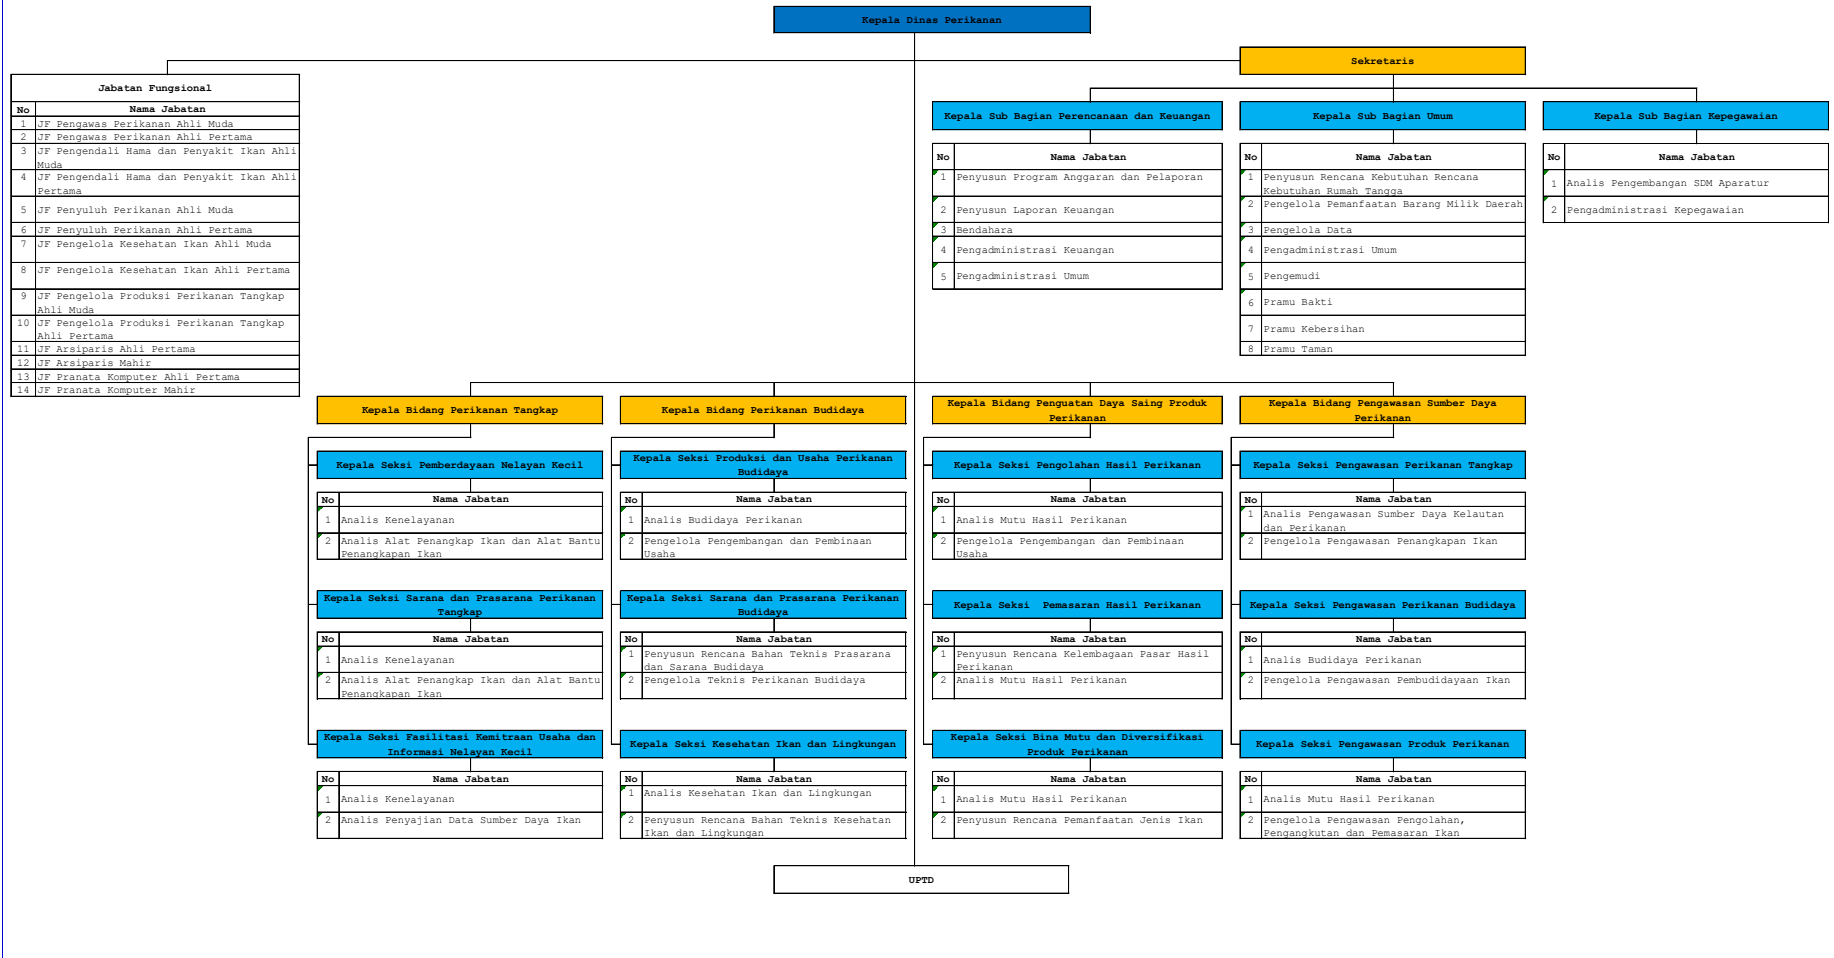 Kepala Dinas Perikanan
Sekretaris
Jabatan Fungsional
No Nama Jabatan
1 JF Pengawas Perikanan Ahli Muda
2 JF Pengawas Perikanan Ahli Pertama
3 JF Pengendali Hama dan Penyakit Ikan Ahli
Muda
4 JF Pengendali Hama dan Penyakit Ikan Ahli
Pertama
5 JF Penyuluh Perikanan Ahli Muda
6 JF Penyuluh Perikanan Ahli Pertama
7 JF Pengelola Kesehatan Ikan Ahli Muda
8 JF Pengelola Kesehatan Ikan Ahli Pertama
9 JF Pengelola Produksi Perikanan Tangkap
Ahli Muda
10 JF Pengelola Produksi Perikanan Tangkap
Ahli Pertama
11 JF Arsiparis Ahli Pertama
12 JF Arsiparis Mahir
13 JF Pranata Komputer Ahli Pertama
14 JF Pranata Komputer Mahir
Kepala Sub Bagian Perencanaan dan Keuangan
No Nama Jabatan
1 Penyusun Program Anggaran dan Pelaporan
2 Penyusun Laporan Keuangan
3 Bendahara
4 Pengadministrasi Keuangan
5 Pengadministrasi Umum
Kepala Sub Bagian Umum
No Nama Jabatan
1 Penyusun Rencana Kebutuhan Rencana
Kebutuhan Rumah Tangga
2 Pengelola Pemanfaatan Barang Milik Daerah
3 Pengelola Data
4 Pengadministrasi Umum
5 Pengemudi
6 Pramu Bakti
7 Pramu Kebersihan
8 Pramu Taman
Kepala Sub Bagian Kepegawaian
No Nama Jabatan
1 Analis Pengembangan SDM Aparatur
2 Pengadministrasi Kepegawaian
Kepala Bidang Perikanan Tangkap
Kepala Seksi Pemberdayaan Nelayan Kecil
No Nama Jabatan
1 Analis Kenelayanan
2 Analis Alat Penangkap Ikan dan Alat Bantu
Penangkapan Ikan
Kepala Seksi Sarana dan Prasarana Perikanan
Tangkap
No Nama Jabatan
1 Analis Kenelayanan
2 Analis Alat Penangkap Ikan dan Alat Bantu
Penangkapan Ikan
Kepala Seksi Fasilitasi Kemitraan Usaha dan
Informasi Nelayan Kecil
No Nama Jabatan
1 Analis Kenelayanan
2 Analis Penyajian Data Sumber Daya Ikan
Kepala Bidang Perikanan Budidaya
Kepala Seksi Produksi dan Usaha Perikanan
Budidaya
No Nama Jabatan
1 Analis Budidaya Perikanan
2 Pengelola Pengembangan dan Pembinaan
Usaha
Kepala Seksi Sarana dan Prasarana Perikanan
Budidaya
No Nama Jabatan
1 Penyusun Rencana Bahan Teknis Prasarana
dan Sarana Budidaya
2 Pengelola Teknis Perikanan Budidaya
Kepala Seksi Kesehatan Ikan dan Lingkungan
No Nama Jabatan
1 Analis Kesehatan Ikan dan Lingkungan
2 Penyusun Rencana Bahan Teknis Kesehatan
Ikan dan Lingkungan
Kepala Bidang Penguatan Daya Saing Produk
Perikanan
Kepala Seksi Pengolahan Hasil Perikanan
No Nama Jabatan
1 Analis Mutu Hasil Perikanan
2 Pengelola Pengembangan dan Pembinaan
Usaha
Kepala Seksi Pemasaran Hasil Perikanan
No Nama Jabatan
1 Penyusun Rencana Kelembagaan Pasar Hasil
Perikanan
2 Analis Mutu Hasil Perikanan
Kepala Seksi Bina Mutu dan Diversifikasi
Produk Perikanan
No Nama Jabatan
1 Analis Mutu Hasil Perikanan
2 Penyusun Rencana Pemanfaatan Jenis Ikan
Kepala Bidang Pengawasan Sumber Daya
Perikanan
Kepala Seksi Pengawasan Perikanan Tangkap
No Nama Jabatan
1 Analis Pengawasan Sumber Daya Kelautan
dan Perikanan
2 Pengelola Pengawasan Penangkapan Ikan
Kepala Seksi Pengawasan Perikanan Budidaya
No Nama Jabatan
1 Analis Budidaya Perikanan
2 Pengelola Pengawasan Pembudidayaan Ikan
Kepala Seksi Pengawasan Produk Perikanan
No Nama Jabatan
1 Analis Mutu Hasil Perikanan
2 Pengelola Pengawasan Pengolahan,
Pengangkutan dan Pemasaran Ikan
UPTD